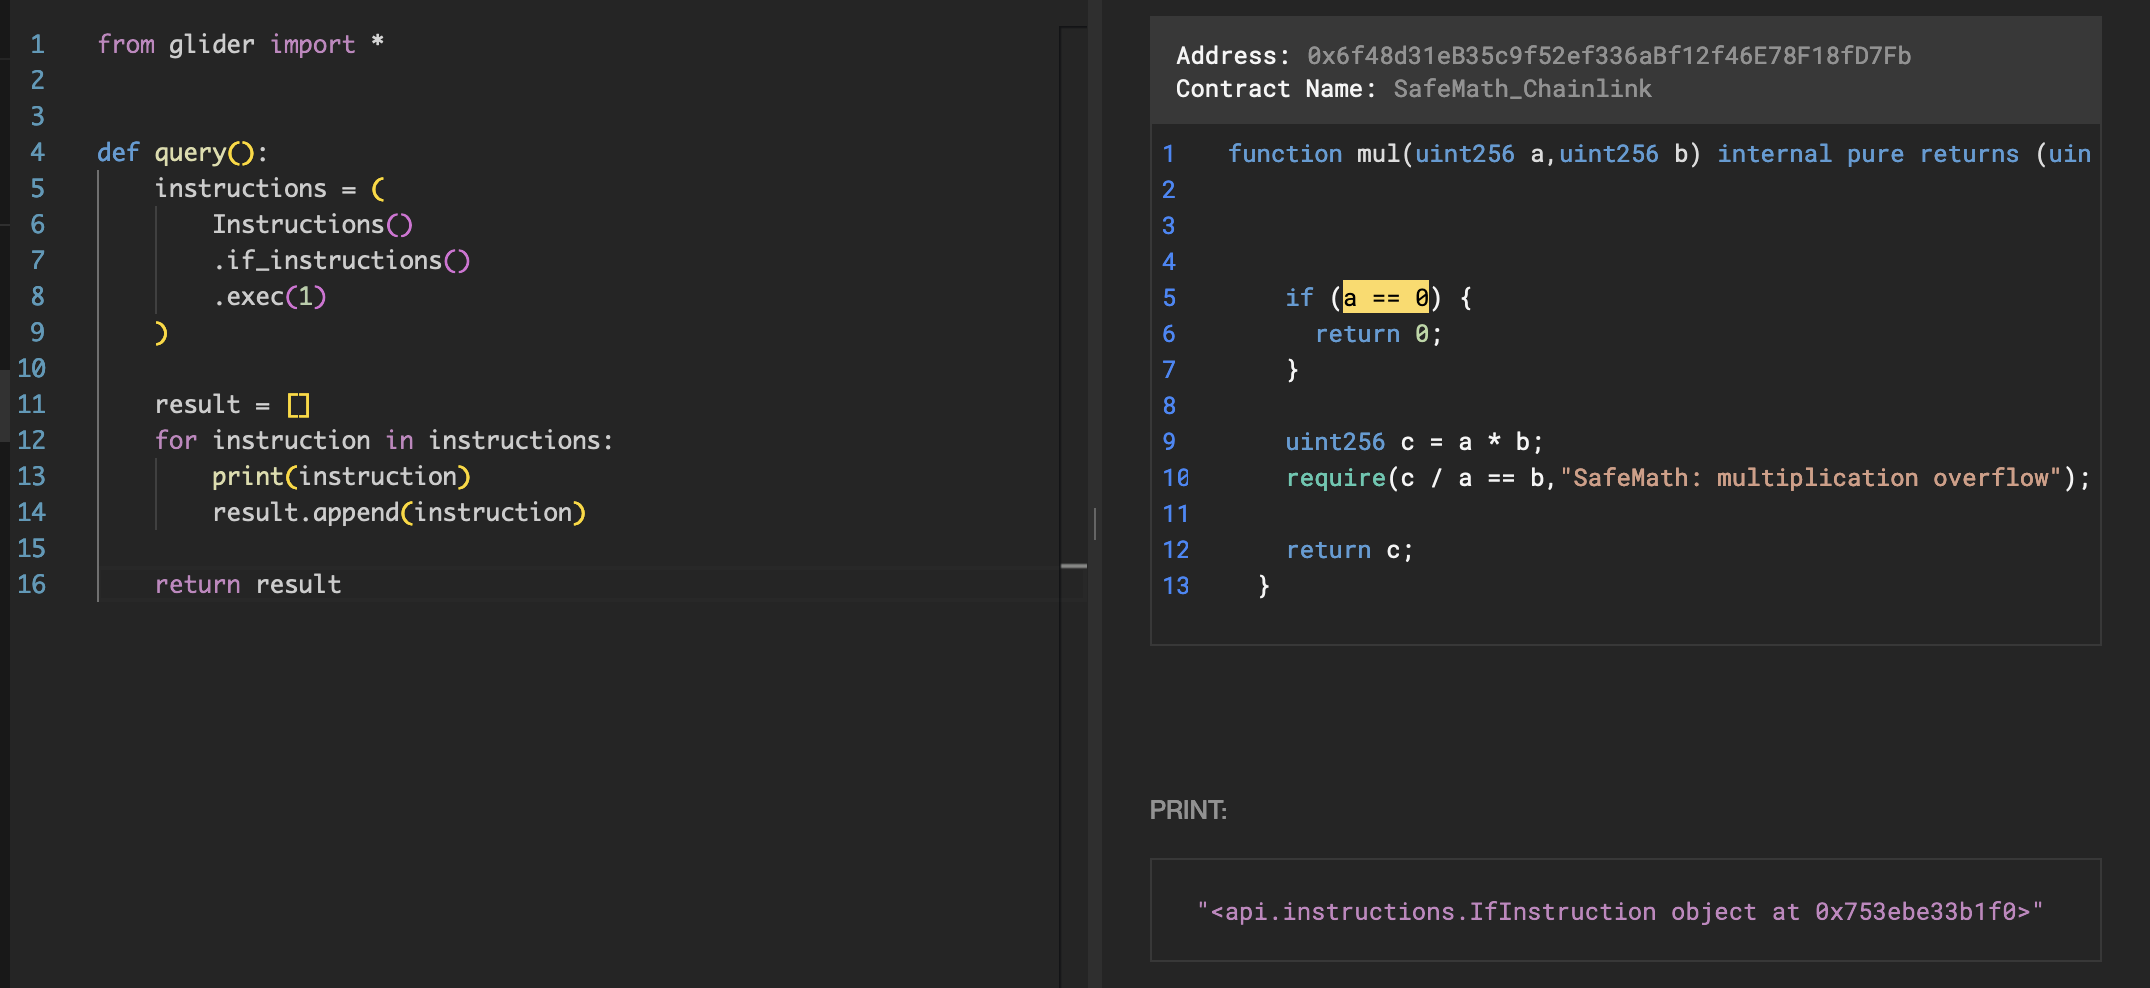 1 from glider import *
2
3
4 def query():
5 instructions = (
6 Instructions()
7 .if_instructions()
8 .exec(1)
9 )
10
11 result = []
12 for instruction in instructions:
13 print(instruction)
14 result.append(instruction)
15
16 return result
Address: 0x6f48d31eB35c9f52ef336aBf12f46E78F18fD7Fb
Contract Name: SafeMath_Chainlink
1 function mul(uint256 a,uint256 b) internal pure returns (uin
2
3
4
5 if (a == 0) {
6 return 0;
7 }
8
9 uint256 c = a * b;
10 require(c / a == b,"SafeMath: multiplication overflow");
11
12 return c;
13 }
PRINT:
"<api.instructions.IfInstruction object at 0x753ebe33b1f0>"